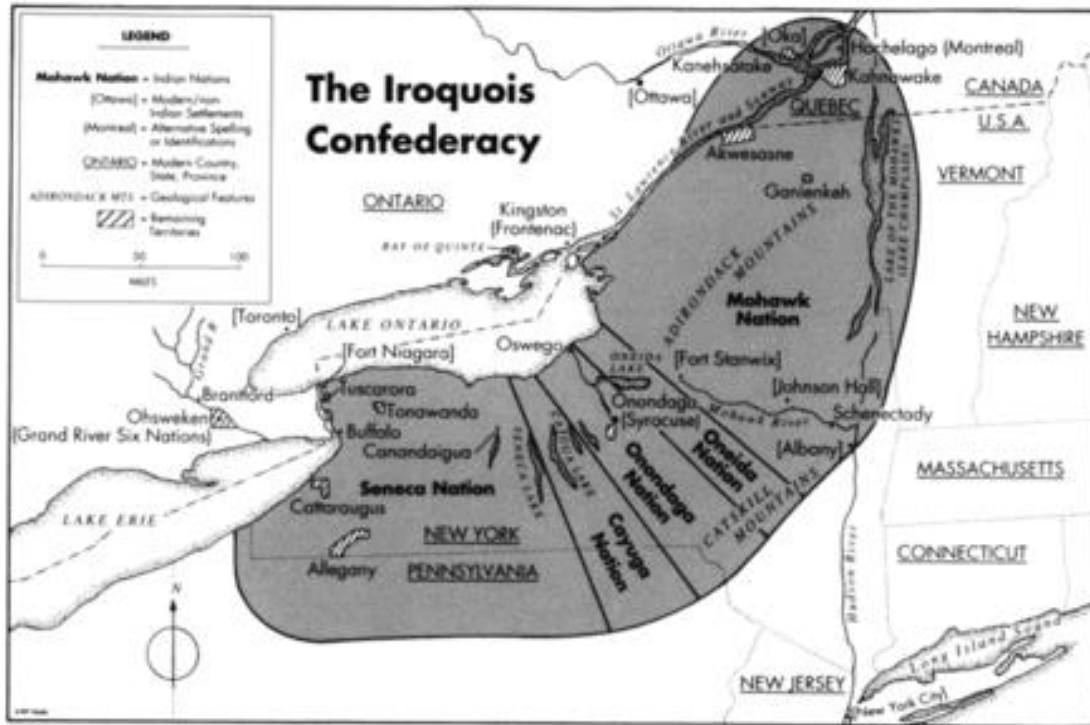 LEGEND
Mohawk Nation = Indian Nations
[Ottawa] = Modern/non-
Indian Settlements
(Montreal) = Alternative Spelling
or Identifications
ONTARIO = Modern Country,
State, Province
ADIRONDACK MTS. = Geological Features
= Remaining
Territories
0 50 100
MILES
The Iroquois
Confederacy
Ottawa River
[Oka]
Hochelaga (Montreal)
Kanehsatake
Kahnawake
[Ottawa]
QUEBEC
CANADA
U.S.A.
St. Lawrence River and Seaway
Akwesasne
VERMONT
Ganienkeh
ONTARIO
Kingston
(Frontenac)
BAY OF QUINTE
LAKE OF THE MOHAWKS
(LAKE CHAMPLAIN)
ADIRONDACK
MOUNTAINS
Mohawk
Nation
NEW
HAMPSHIRE
[Toronto]
LAKE ONTARIO
Grand R.
[Fort Niagara]
Oswego
ONEIDA
LAKE
[Fort Stanwix]
[Johnson Hall]
Brantford
Tuscarora
Tonawanda
Onondaga
(Syracuse)
Mohawk River
Schenectady
Ohsweken
[Grand River Six Nations)
Buffalo
Canandaigua
SENECA LAKE
CAYUGA LAKE
[Albany]
Oneida
Nation
Onondaga
Nation
Seneca Nation
MASSACHUSETTS
CATSKILL
MOUNTAINS
LAKE ERIE
Cattaraugus
Cayuga
Nation
NEW YORK
CONNECTICUT
Allegany
PENNSYLVANIA
Hudson River
N
Long Island Sound
NEW JERSEY
[New York City]